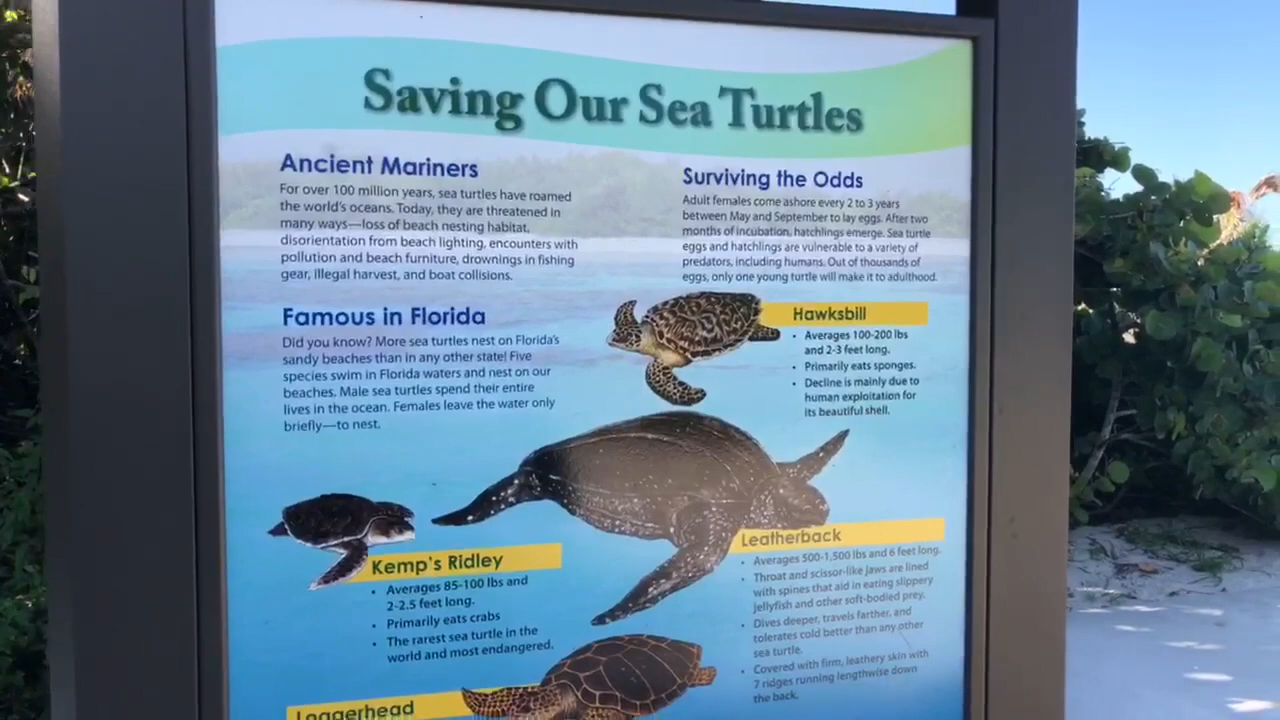 Saving Our Sea Turtles
Ancient Mariners
For over 100 million years, sea turtles have roamed
the world's oceans. Today, they are threatened in
many ways—loss of beach nesting habitat,
disorientation from beach lighting, encounters with
pollution and beach furniture, drownings in fishing
gear, illegal harvest, and boat collisions.
Famous in Florida
Did you know? More sea turtles nest on Florida's
sandy beaches than in any other state! Five
species swim in Florida waters and nest on our
beaches. Male sea turtles spend their entire
lives in the ocean. Females leave the water only
briefly—to nest.
Surviving the Odds
Adult females come ashore every 2 to 3 years
between May and September to lay eggs. After two
months of incubation, hatchlings emerge. Sea turtle
eggs and hatchlings are vulnerable to a variety of
predators, including humans. Out of thousands of
eggs, only one young turtle will make it to adulthood.
Hawksbill
• Averages 100-200 lbs
and 2-3 feet long.
• Primarily eats sponges.
• Decline is mainly due to
human exploitation for
its beautiful shell.
Kemp's Ridley
• Averages 85-100 lbs and
2-2.5 feet long.
• Primarily eats crabs
• The rarest sea turtle in the
world and most endangered.
Leatherback
• Averages 500-1,500 lbs and 6 feet long.
• Throat and scissor-like jaws are lined
with spines that aid in eating slippery
jellyfish and other soft-bodied prey.
• Dives deeper, travels farther, and
tolerates cold better than any other
sea turtle.
• Covered with firm, leathery skin with
7 ridges running lengthwise down
the back.
Loggerhead